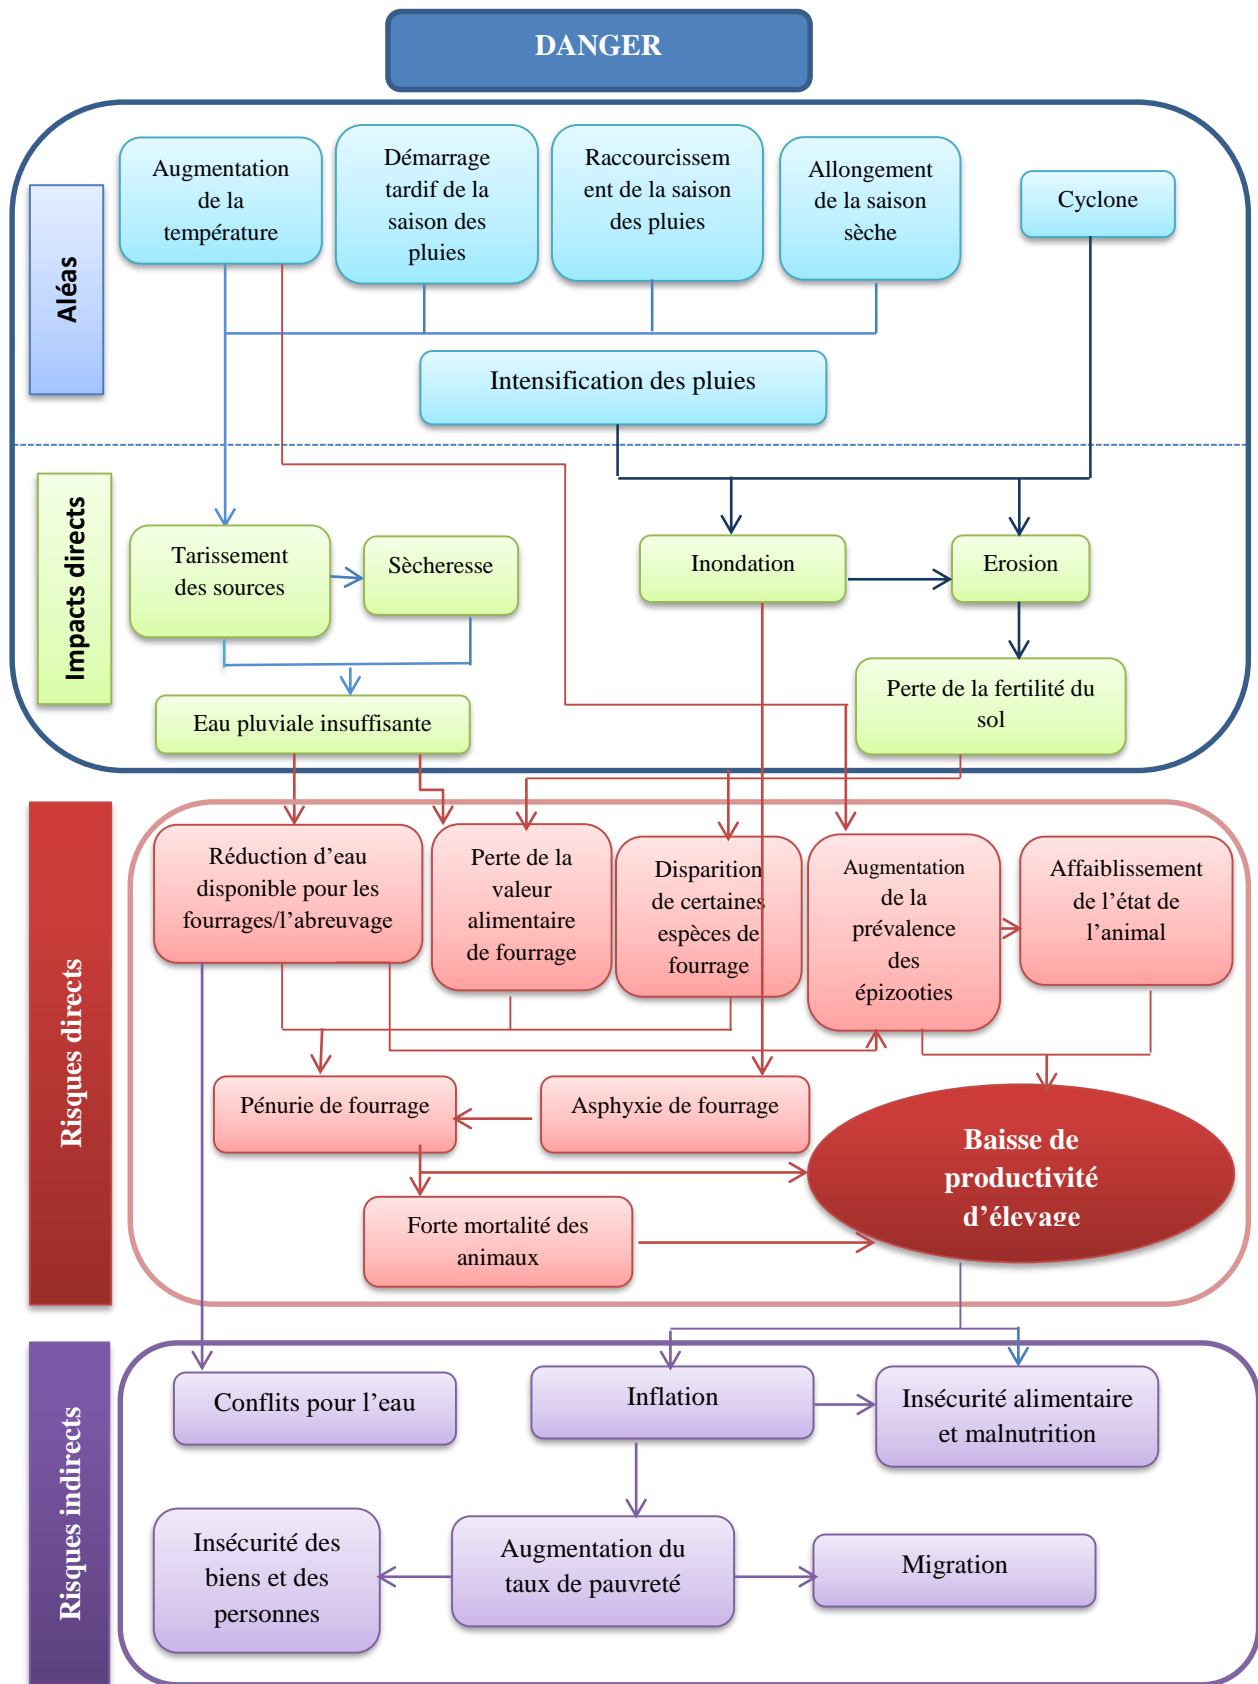 DANGER
Aléas
Augmentation
de la
température
Démarrage
tardif de la
saison des
pluies
Raccourcissem
ent de la saison
des pluies
Allongement
de la saison
sèche
Cyclone
Intensification des pluies
Impacts directs
Tarissement
des sources
Sècheresse
Inondation
Erosion
Eau pluviale insuffisante
Perte de la fertilité du
sol
Risques directs
Réduction d’eau
disponible pour les
fourrages/l’abreuvage
Perte de la
valeur
alimentaire
de fourrage
Disparition
de certaines
espèces de
fourrage
Augmentation
de la
prévalence
des
épizooties
Affaiblissement
de l’état de
l’animal
Pénurie de fourrage
Asphyxie de fourrage
Baisse de
productivité
d’élevage
Forte mortalité des
animaux
Risques indirects
Conflits pour l’eau
Inflation
Insécurité alimentaire
et malnutrition
Insécurité des
biens et des
personnes
Augmentation du
taux de pauvreté
Migration